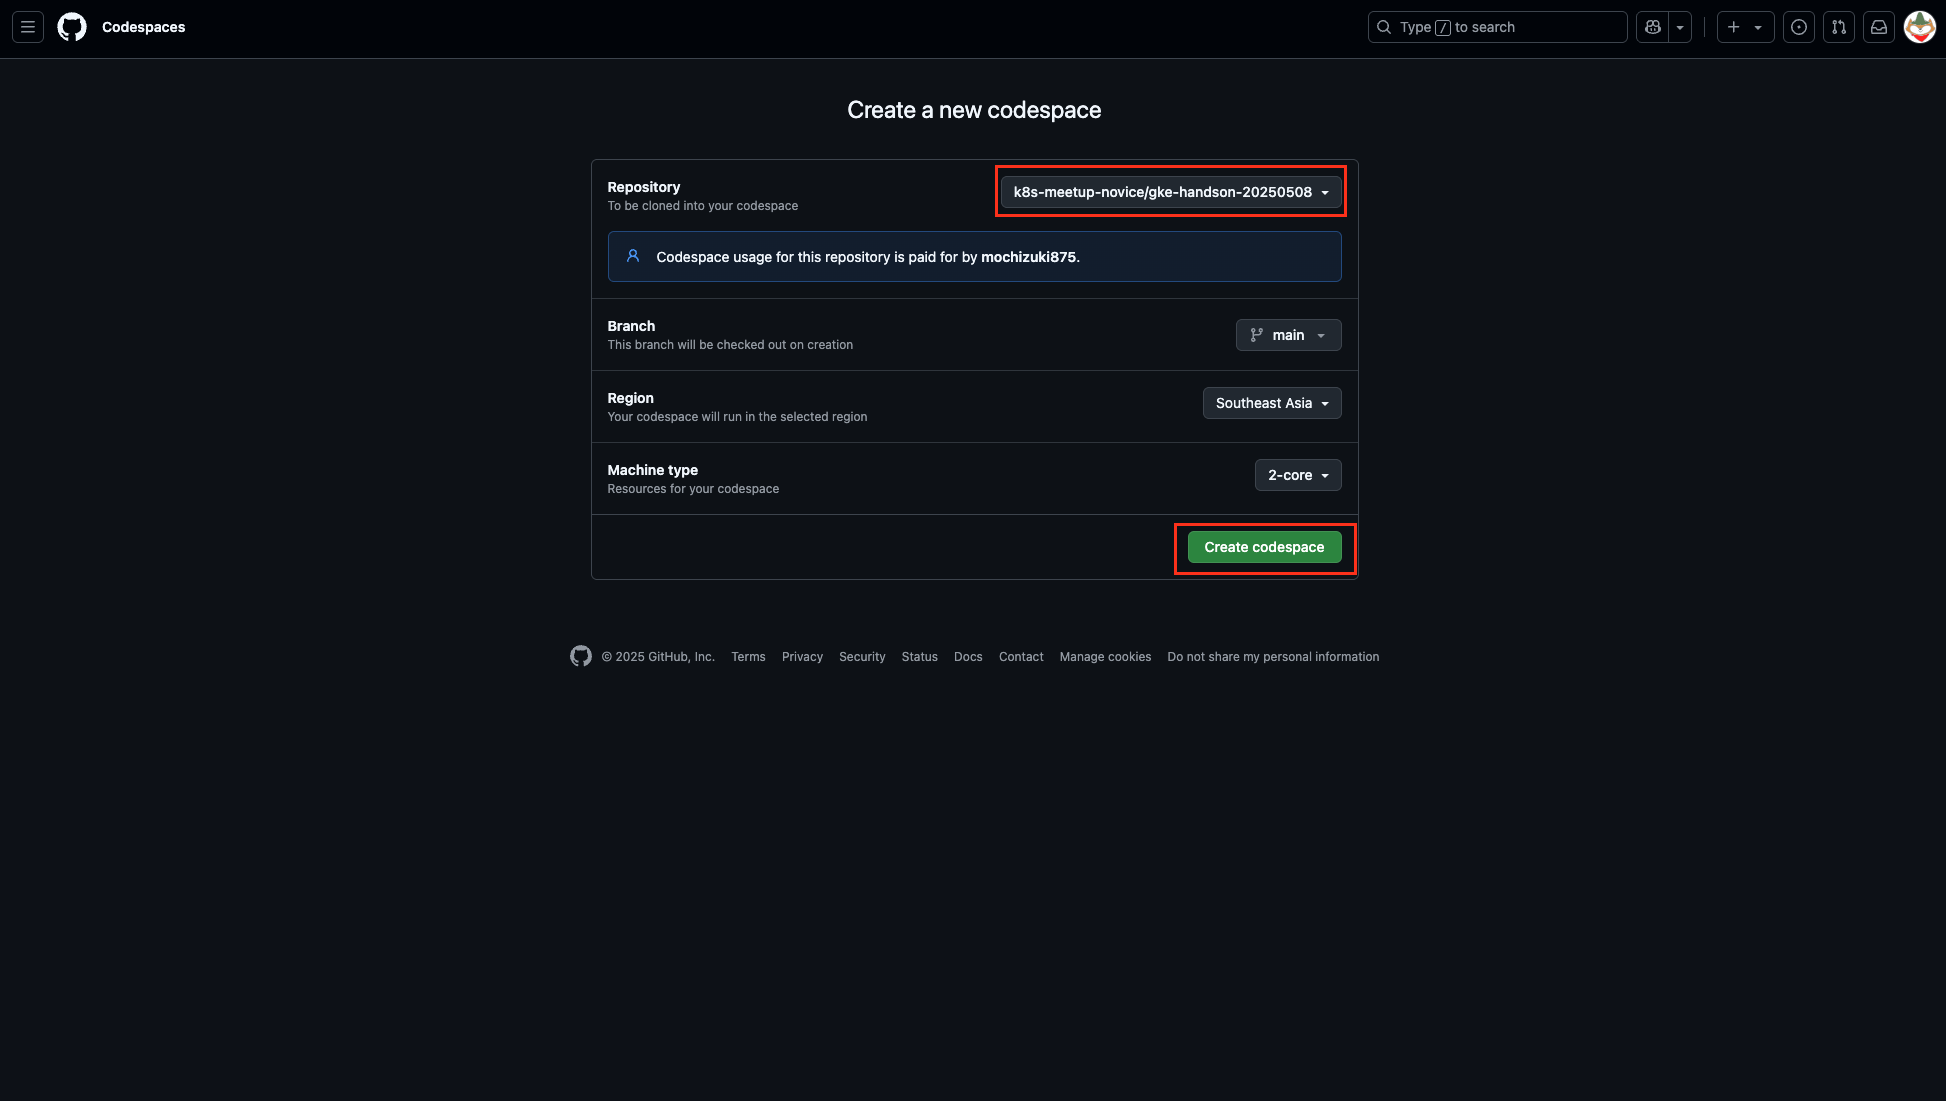 Codespaces
Type / to search
Create a new codespace
Repository
To be cloned into your codespace
k8s-meetup-novice/gke-handson-20250508
Codespace usage for this repository is paid for by mochizuki875.
Branch
This branch will be checked out on creation
main
Region
Your codespace will run in the selected region
Southeast Asia
Machine type
Resources for your codespace
2-core
Create codespace
© 2025 GitHub, Inc. Terms Privacy Security Status Docs Contact Manage cookies Do not share my personal information